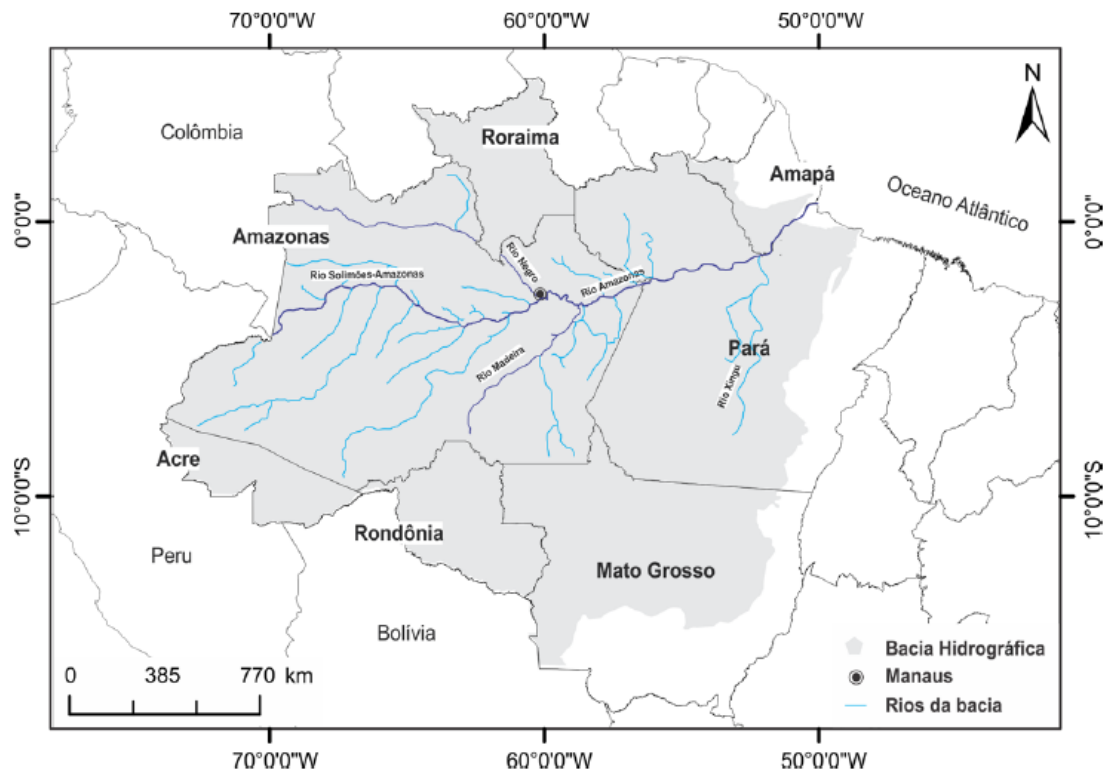 70°0'0"W 60°0'0"W 50°0'0"W
N
Colômbia
Roraima
Amapá
Oceano Atlântico
0°0'0"
0°0'0"
Amazonas
Rio Negro
Rio Solimões-Amazonas
Rio Amazonas
Pará
Rio Madeira
Rio Xingu
Acre
10°0'0"S
10°0'0"S
Rondônia
Peru
Mato Grosso
Bolívia
Bacia Hidrográfica
0 385 770 km
Manaus
Rios da bacia
70°0'0"W 60°0'0"W 50°0'0"W